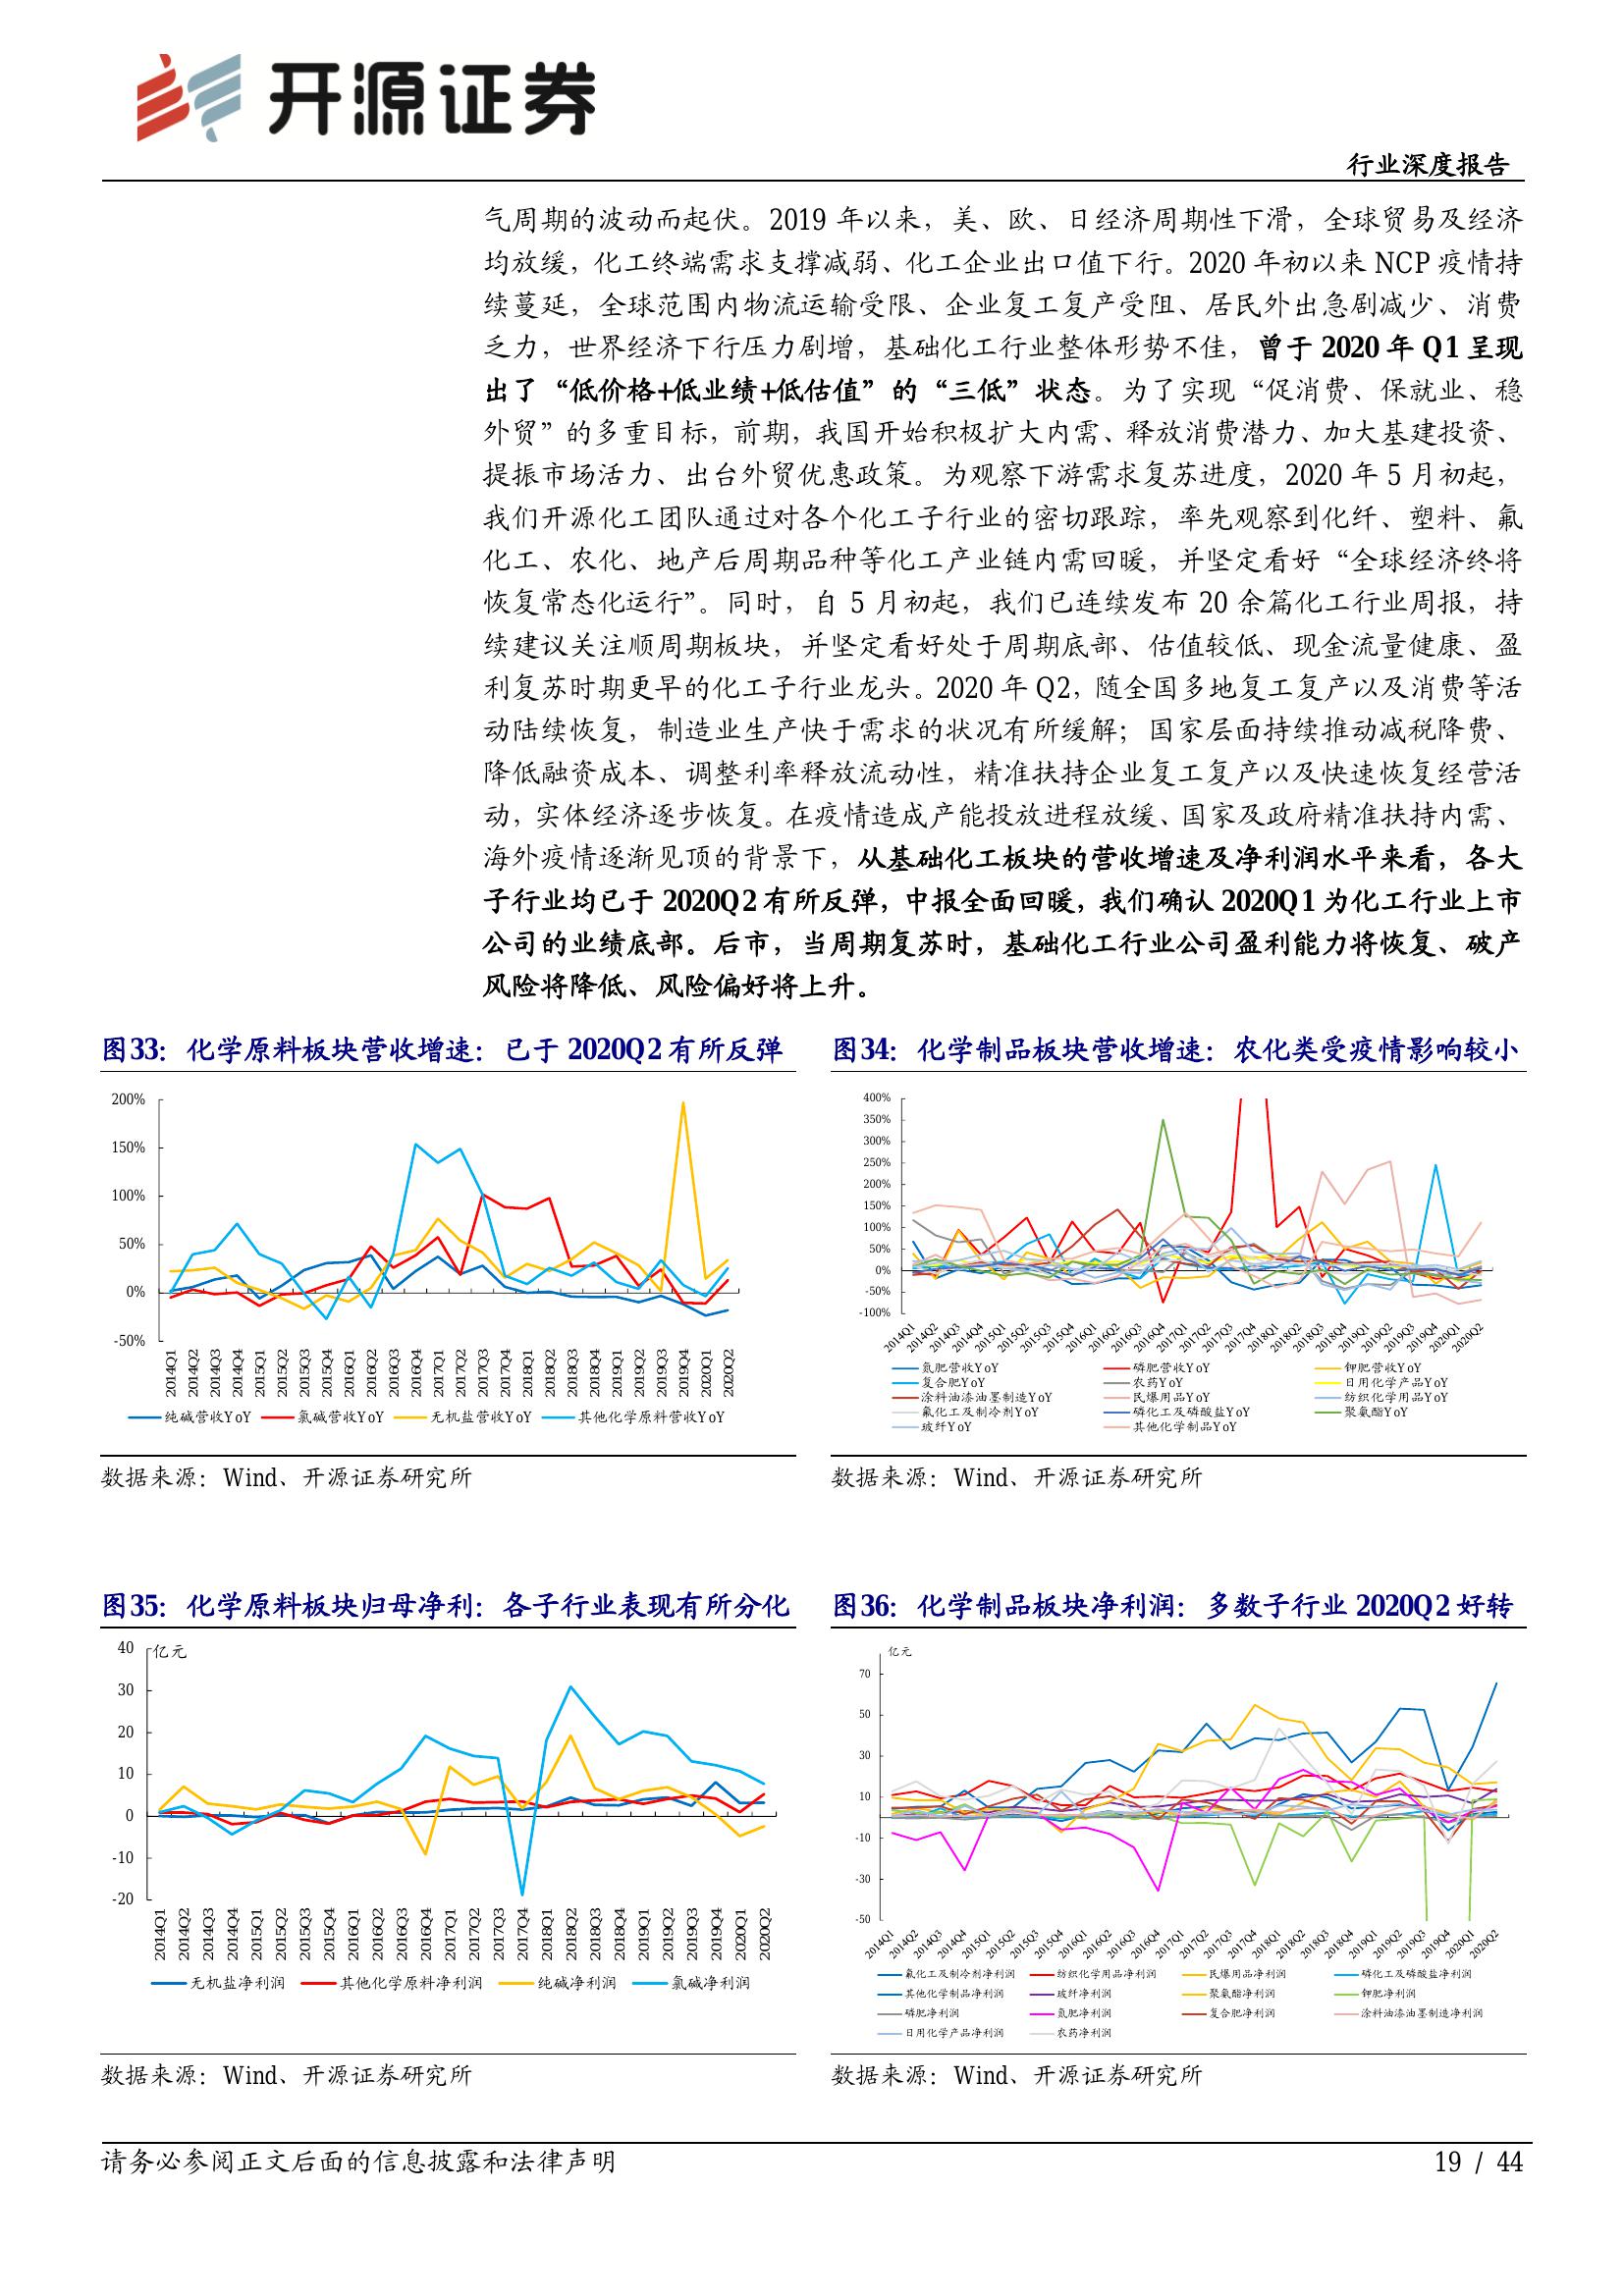 开源证券
行业深度报告
气周期的波动而起伏。2019 年以来，美、欧、日经济周期性下滑，全球贸易及经济
均放缓，化工终端需求支撑减弱、化工企业出口值下行。2020 年初以来 NCP 疫情持
续蔓延，全球范围内物流运输受限、企业复工复产受阻、居民外出急剧减少、消费
乏力，世界经济下行压力剧增，基础化工行业整体形势不佳，曾于 2020 年 Q1 呈现
出了“低价格+低业绩+低估值”的“三低”状态。为了实现“促消费、保就业、稳
外贸”的多重目标，前期，我国开始积极扩大内需、释放消费潜力、加大基建投资、
提振市场活力、出台外贸优惠政策。为观察下游需求复苏进度，2020 年 5 月初起，
我们开源化工团队通过对各个化工子行业的密切跟踪，率先观察到化纤、塑料、氟
化工、农化、地产后周期品种等化工产业链内需回暖，并坚定看好“全球经济终将
恢复常态化运行”。同时，自 5 月初起，我们已连续发布 20 余篇化工行业周报，持
续建议关注顺周期板块，并坚定看好处于周期底部、估值较低、现金流量健康、盈
利复苏时期更早的化工子行业龙头。2020 年 Q2，随全国多地复工复产以及消费等活
动陆续恢复，制造业生产快于需求的状况有所缓解；国家层面持续推动减税降费、
降低融资成本、调整利率释放流动性，精准扶持企业复工复产以及快速恢复经营活
动，实体经济逐步恢复。在疫情造成产能投放进程放缓、国家及政府精准扶持内需、
海外疫情逐渐见顶的背景下，从基础化工板块的营收增速及净利润水平来看，各大
子行业均已于 2020Q2 有所反弹，中报全面回暖，我们确认 2020Q1 为化工行业上市
公司的业绩底部。后市，当周期复苏时，基础化工行业公司盈利能力将恢复、破产
风险将降低、风险偏好将上升。
图33：化学原料板块营收增速：已于 2020Q2 有所反弹
200%
150%
100%
50%
0%
-50%
2014Q1 2014Q2 2014Q3 2014Q4 2015Q1 2015Q2 2015Q3 2015Q4 2016Q1 2016Q2 2016Q3 2016Q4 2017Q1 2017Q2 2017Q3 2017Q4 2018Q1 2018Q2 2018Q3 2018Q4 2019Q1 2019Q2 2019Q3 2019Q4 2020Q1 2020Q2
纯碱营收YoY 氯碱营收YoY 无机盐营收YoY 其他化学原料营收YoY
数据来源：Wind、开源证券研究所
图34：化学制品板块营收增速：农化类受疫情影响较小
400%
350%
300%
250%
200%
150%
100%
50%
0%
-50%
-100%
2014Q1 2014Q2 2014Q3 2014Q4 2015Q1 2015Q2 2015Q3 2015Q4 2016Q1 2016Q2 2016Q3 2016Q4 2017Q1 2017Q2 2017Q3 2017Q4 2018Q1 2018Q2 2018Q3 2018Q4 2019Q1 2019Q2 2019Q3 2019Q4 2020Q1 2020Q2
氮肥营收YoY 磷肥营收YoY 钾肥营收YoY
复合肥YoY 农药YoY 日用化学产品YoY
涂料油漆油墨制造YoY 民爆用品YoY 纺织化学用品YoY
氟化工及制冷剂YoY 磷化工及磷酸盐YoY 聚氨酯YoY
玻纤YoY 其他化学制品YoY
数据来源：Wind、开源证券研究所
图35：化学原料板块归母净利：各子行业表现有所分化
亿元
40
30
20
10
0
-10
-20
2014Q1 2014Q2 2014Q3 2014Q4 2015Q1 2015Q2 2015Q3 2015Q4 2016Q1 2016Q2 2016Q3 2016Q4 2017Q1 2017Q2 2017Q3 2017Q4 2018Q1 2018Q2 2018Q3 2018Q4 2019Q1 2019Q2 2019Q3 2019Q4 2020Q1 2020Q2
无机盐净利润 其他化学原料净利润 纯碱净利润 氯碱净利润
数据来源：Wind、开源证券研究所
图36：化学制品板块净利润：多数子行业 2020Q2 好转
亿元
70
50
30
10
-10
-30
-50
2014Q1 2014Q2 2014Q3 2014Q4 2015Q1 2015Q2 2015Q3 2015Q4 2016Q1 2016Q2 2016Q3 2016Q4 2017Q1 2017Q2 2017Q3 2017Q4 2018Q1 2018Q2 2018Q3 2018Q4 2019Q1 2019Q2 2019Q3 2019Q4 2020Q1 2020Q2
氟化工及制冷剂净利润 纺织化学用品净利润 民爆用品净利润 磷化工及磷酸盐净利润
其他化学制品净利润 玻纤净利润 聚氨酯净利润 钾肥净利润
磷肥净利润 氮肥净利润 复合肥净利润 涂料油漆油墨制造净利润
日用化学产品净利润 农药净利润
数据来源：Wind、开源证券研究所
请务必参阅正文后面的信息披露和法律声明
19 / 44